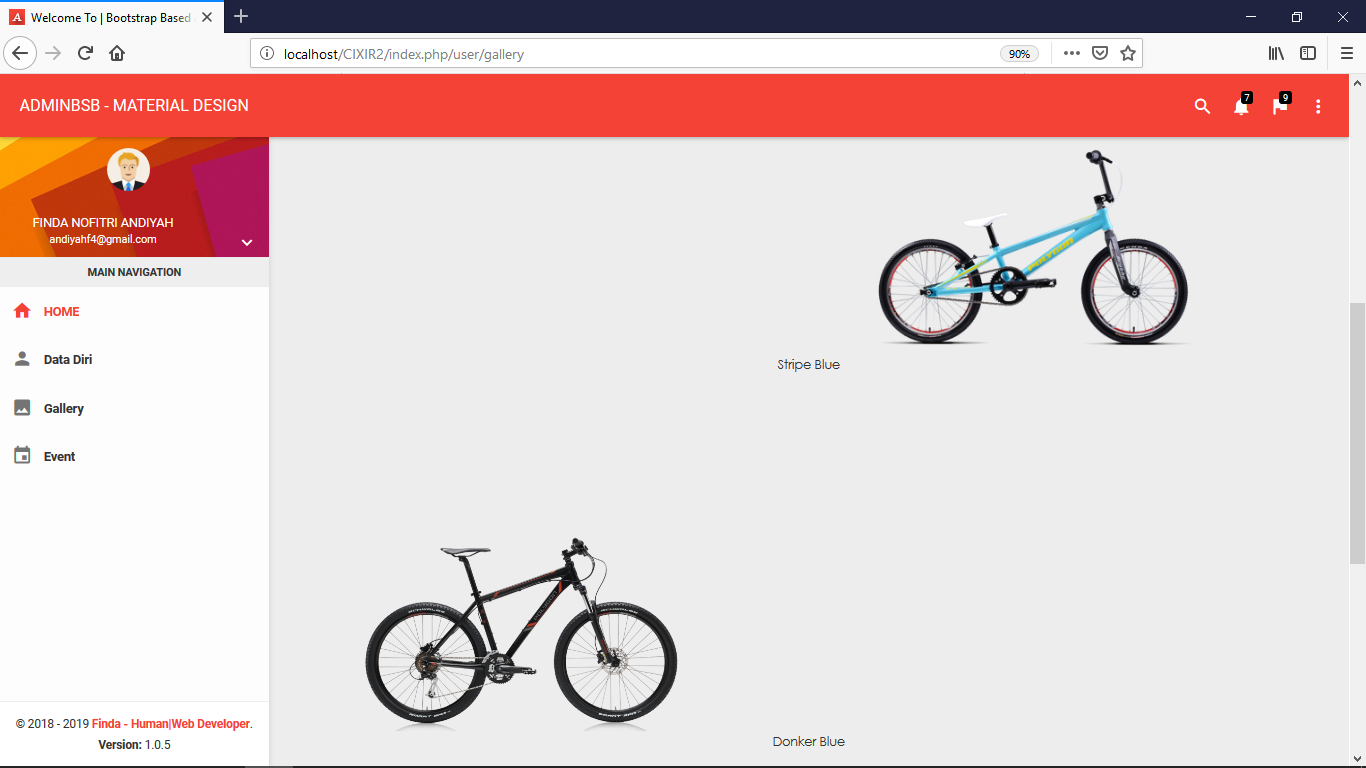 Welcome To | Bootstrap Based
localhost/CIXIR2/index.php/user/gallery
90%
ADMINBSB - MATERIAL DESIGN
7
9
FINDA NOFITRI ANDIYAH
andiyahf4@gmail.com
MAIN NAVIGATION
HOME
Data Diri
Gallery
Event
Stripe Blue
Donker Blue
© 2018 - 2019 Finda - Human|Web Developer.
Version: 1.0.5